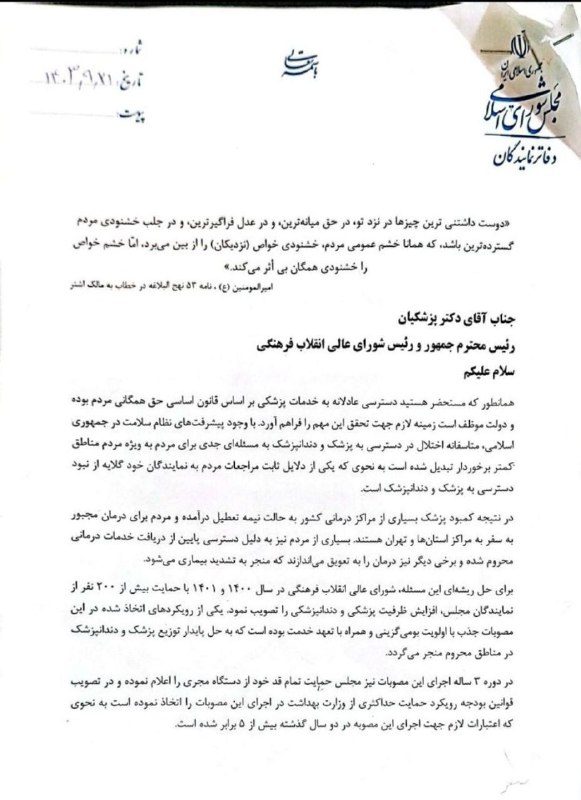 جمهوری اسلامی ایران
مجلس شورای اسلامی
دفاتر نمایندگان
شماره:
تاریخ: ۱۴۰۳,۹,۲۱
پیوست:
«دوست داشتنی ترین چیزها در نزد تو، در حق میانه‌ترین، و در عدل فراگیرترین، و در جلب خشنودی مردم
گسترده‌ترین باشد، که همانا خشم عمومی مردم، خشنودی خواص (نزدیکان) را از بین می‌برد، امّا خشم خواص
را خشنودی همگان بی أثر می‌کند.»
امیرالمومنین (ع) ، نامه ۵۳ نهج البلاغه در خطاب به مالک اشتر
جناب آقای دکتر پزشکیان
رئیس محترم جمهور و رئیس شورای عالی انقلاب فرهنگی
سلام علیکم
همانطور که مستحضر هستید دسترسی عادلانه به خدمات پزشکی بر اساس قانون اساسی حق همگانی مردم بوده
و دولت موظف است زمینه لازم جهت تحقق این مهم را فراهم آورد. با وجود پیشرفت‌های نظام سلامت در جمهوری
اسلامی، متاسفانه اختلال در دسترسی به پزشک و دندانپزشک به مسئله‌ای جدی برای مردم به ویژه مردم مناطق
کمتر برخوردار تبدیل شده است به نحوی که یکی از دلایل ثابت مراجعات مردم به نمایندگان خود گلایه از نبود
دسترسی به پزشک و دندانپزشک است.
در نتیجه کمبود پزشک بسیاری از مراکز درمانی کشور به حالت نیمه تعطیل درآمده و مردم برای درمان مجبور
به سفر به مراکز استان‌ها و تهران هستند. بسیاری از مردم نیز به دلیل دسترسی پایین از دریافت خدمات درمانی
محروم شده و برخی دیگر نیز درمان را به تعویق می‌اندازند که منجر به تشدید بیماری می‌شود.
برای حل ریشه‌ای این مسئله، شورای عالی انقلاب فرهنگی در سال ۱۴۰۰ و ۱۴۰۱ با حمایت بیش از ۲۰۰ نفر از
نمایندگان مجلس، افزایش ظرفیت پزشکی و دندانپزشکی را تصویب نمود. یکی از رویکردهای اتخاذ شده در این
مصوبات جذب با اولویت بومی‌گزینی و همراه با تعهد خدمت بوده است که به حل پایدار توزیع پزشک و دندانپزشک
در مناطق محروم منجر می‌گردد.
در دوره ۳ ساله اجرای این مصوبات نیز مجلس حمایت تمام قد خود از دستگاه مجری را اعلام نموده و در تصویب
قوانین بودجه رویکرد حمایت حداکثری از وزارت بهداشت در اجرای این مصوبات را اتخاذ نموده است به نحوی
که اعتبارات لازم جهت اجرای این مصوبه در دو سال گذشته بیش از ۵ برابر شده است.